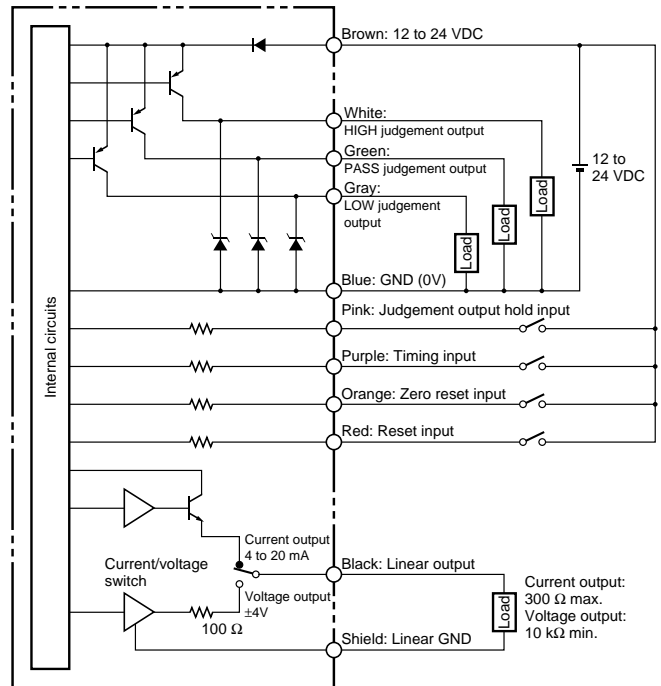 Brown: 12 to 24 VDC
White:
HIGH judgement output
Green:
PASS judgement output
Gray:
LOW judgement
output
Load
Load
Load
12 to
24 VDC
Blue: GND (0V)
Internal circuits
Pink: Judgement output hold input
Purple: Timing input
Orange: Zero reset input
Red: Reset input
Current output
4 to 20 mA
Current/voltage
switch
Black: Linear output
Voltage output
±4V
100 Ω
Load
Current output:
300 Ω max.
Voltage output:
10 kΩ min.
Shield: Linear GND